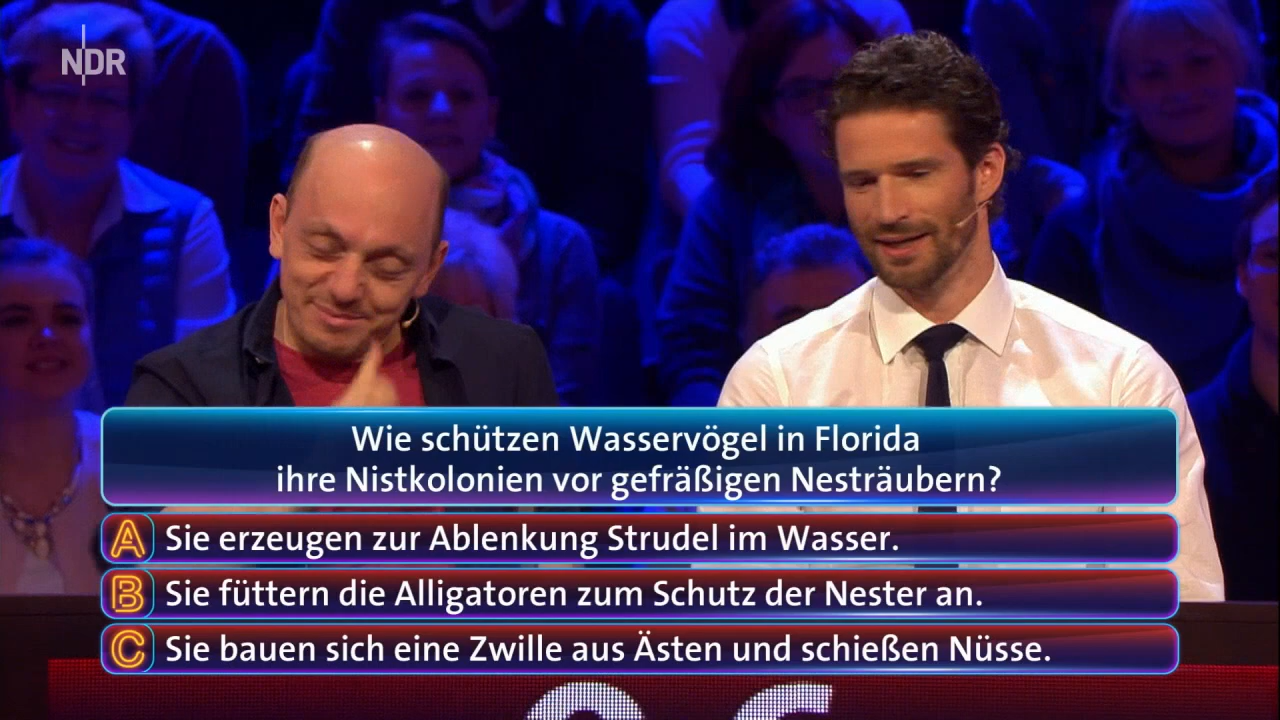 NDR
Wie schützen Wasservögel in Florida
ihre Nistkolonien vor gefräßigen Nesträubern?
A Sie erzeugen zur Ablenkung Strudel im Wasser.
B Sie füttern die Alligatoren zum Schutz der Nester an.
C Sie bauen sich eine Zwille aus Ästen und schießen Nüsse.